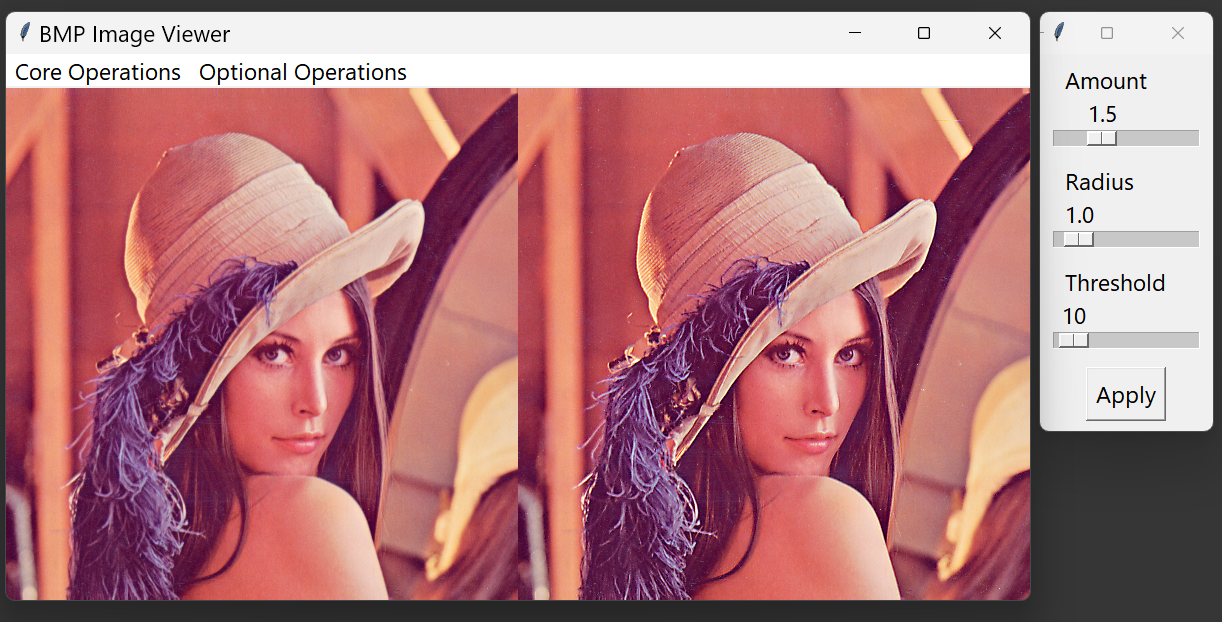 BMP Image Viewer
Core Operations Optional Operations
Amount
1.5
Radius
1.0
Threshold
10
Apply